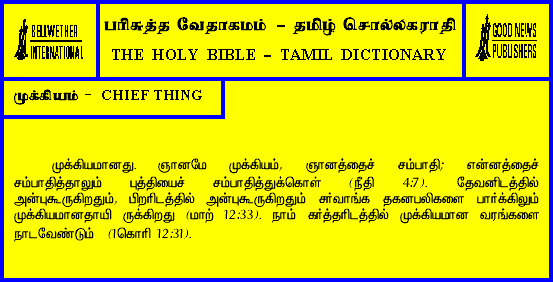 BELLWETHER
INTERNATIONAL
பரிசுத்த வேதாகமம் - தமிழ் சொல்லகராதி
THE HOLY BIBLE - TAMIL DICTIONARY
GOOD NEWS
PUBLISHERS
முக்கியம் - CHIEF THING
முக்கியமானது. ஞானமே முக்கியம், ஞானத்தைச் சம்பாதி; என்னத்தைச்
சம்பாதித்தாலும் புத்தியைச் சம்பாதித்துக்கொள் (நீதி 4:7). தேவனிடத்தில்
அன்புகூருகிறதும், பிறரிடத்தில் அன்புகூருகிறதும் சர்வாங்க தகனபலிகளை பார்க்கிலும்
முக்கியமானதாயி ருக்கிறது (மாற் 12:33). நாம் கர்த்தரிடத்தில் முக்கியமான வரங்களை
நாடவேண்டும் (1கொரி 12:31).